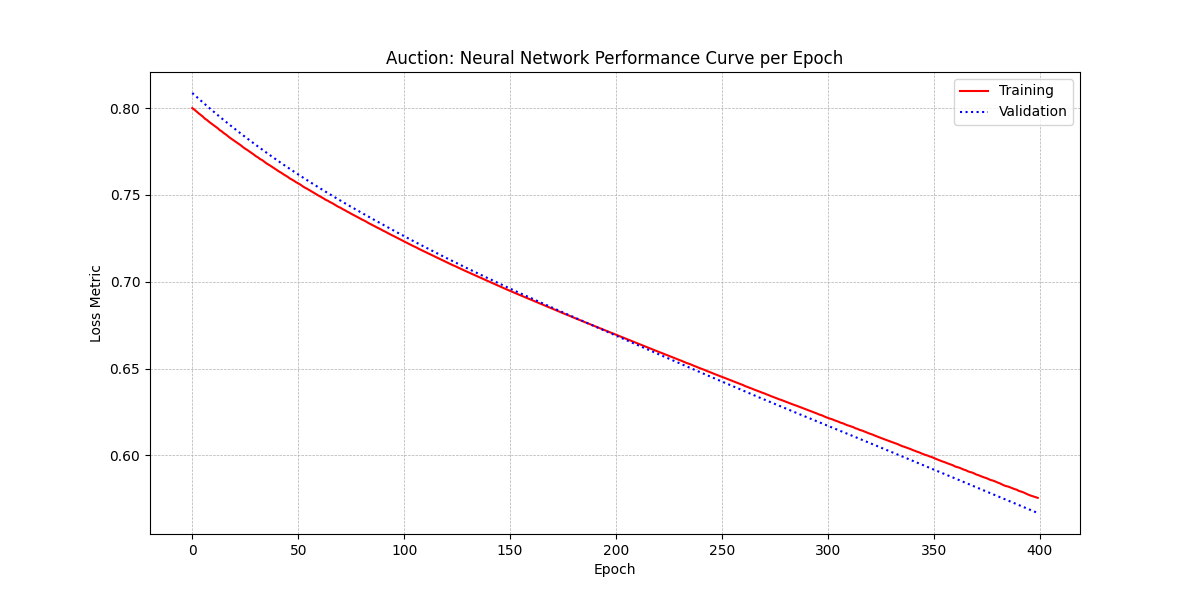 Auction: Neural Network Performance Curve per Epoch
Training
Validation
Loss Metric
0.80
0.75
0.70
0.65
0.60
0 50 100 150 200 250 300 350 400
Epoch